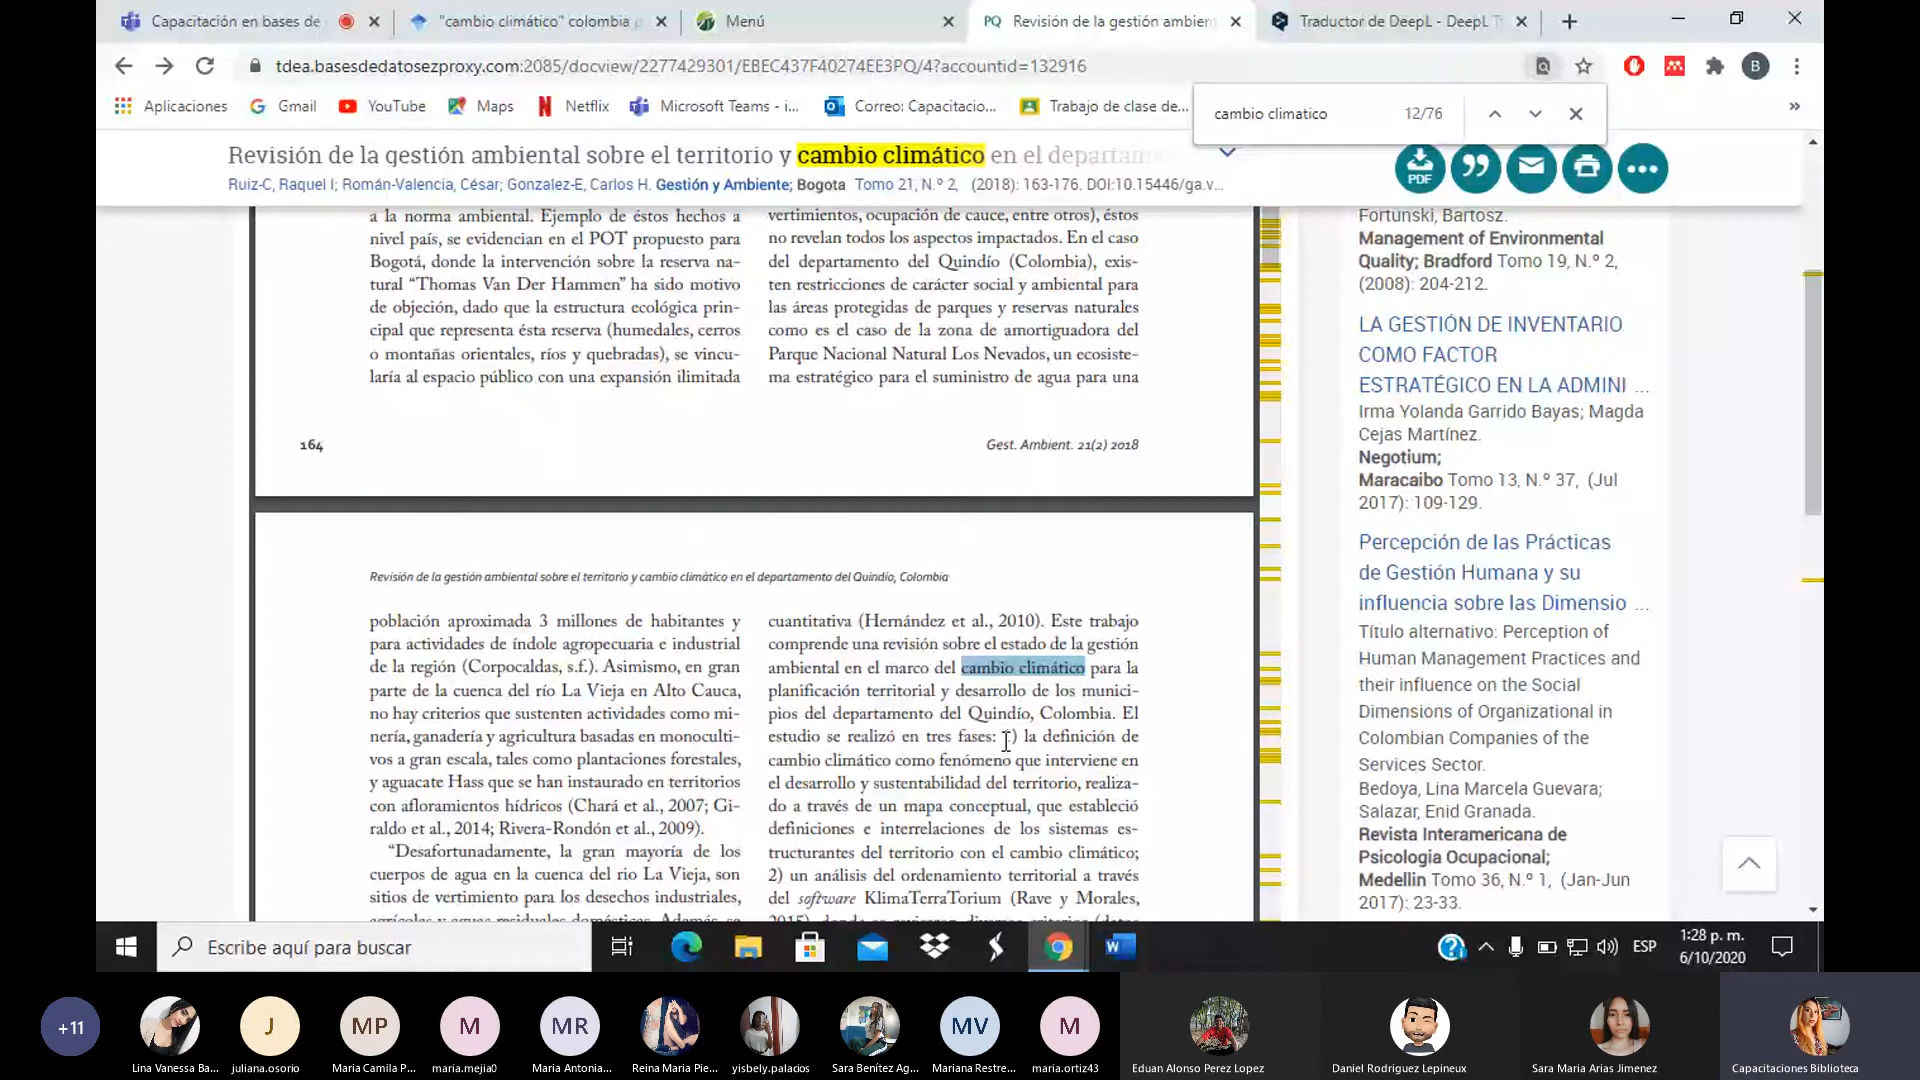 Capacitación en bases de
"cambio climático" colombia
Menú
PQ Revisión de la gestión ambient
Traductor de DeepL - DeepL T
tdea.basesdedatosezproxy.com:2085/docview/2277429301/EBEC437F40274EE3PQ/4?accountid=132916
B
Aplicaciones
Gmail
YouTube
Maps
Netflix
Microsoft Teams - i...
Correo: Capacitacio...
Trabajo de clase de...
»
cambio climatico 12/76
Revisión de la gestión ambiental sobre el territorio y cambio climático en el departame
Ruiz-C, Raquel I; Román-Valencia, César; Gonzalez-E, Carlos H. Gestión y Ambiente; Bogota Tomo 21, N.º 2, (2018): 163-176. DOI:10.15446/ga.v...
PDF
a la norma ambiental. Ejemplo de éstos hechos a
nivel país, se evidencian en el POT propuesto para
Bogotá, donde la intervención sobre la reserva na-
tural “Thomas Van Der Hammen” ha sido motivo
de objeción, dado que la estructura ecológica prin-
cipal que representa ésta reserva (humedales, cerros
o montañas orientales, ríos y quebradas), se vincu-
laría al espacio público con una expansión ilimitada
vertimientos, ocupación de cauce, entre otros), éstos
no revelan todos los aspectos impactados. En el caso
del departamento del Quindío (Colombia), exis-
ten restricciones de carácter social y ambiental para
las áreas protegidas de parques y reservas naturales
como es el caso de la zona de amortiguadora del
Parque Nacional Natural Los Nevados, un ecosiste-
ma estratégico para el suministro de agua para una
164
Gest. Ambient. 21(2) 2018
Revisión de la gestión ambiental sobre el territorio y cambio climático en el departamento del Quindío, Colombia
población aproximada 3 millones de habitantes y
para actividades de índole agropecuaria e industrial
de la región (Corpocaldas, s.f.). Asimismo, en gran
parte de la cuenca del río La Vieja en Alto Cauca,
no hay criterios que sustenten actividades como mi-
nería, ganadería y agricultura basadas en monoculti-
vos a gran escala, tales como plantaciones forestales,
y aguacate Hass que se han instaurado en territorios
con afloramientos hídricos (Chará et al., 2007; Gi-
raldo et al., 2014; Rivera-Rondón et al., 2009).
“Desafortunadamente, la gran mayoría de los
cuerpos de agua en la cuenca del rio La Vieja, son
sitios de vertimiento para los desechos industriales,
agrícolas y aguas residuales domésticas. Además, se
cuantitativa (Hernández et al., 2010). Este trabajo
comprende una revisión sobre el estado de la gestión
ambiental en el marco del cambio climático para la
planificación territorial y desarrollo de los munici-
pios del departamento del Quindío, Colombia. El
estudio se realizó en tres fases: 1) la definición de
cambio climático como fenómeno que interviene en
el desarrollo y sustentabilidad del territorio, realiza-
do a través de un mapa conceptual, que estableció
definiciones e interrelaciones de los sistemas es-
tructurantes del territorio con el cambio climático;
2) un análisis del ordenamiento territorial a través
del software KlimaTerraTorium (Rave y Morales,
2015), donde se revisaron diversos criterios (datos
Fortunski, Bartosz.
Management of Environmental
Quality; Bradford Tomo 19, N.º 2,
(2008): 204-212.
LA GESTIÓN DE INVENTARIO
COMO FACTOR
ESTRATÉGICO EN LA ADMINI ...
Irma Yolanda Garrido Bayas; Magda
Cejas Martínez.
Negotium;
Maracaibo Tomo 13, N.º 37, (Jul
2017): 109-129.
Percepción de las Prácticas
de Gestión Humana y su
influencia sobre las Dimensio ...
Título alternativo: Perception of
Human Management Practices and
their influence on the Social
Dimensions of Organizational in
Colombian Companies of the
Services Sector.
Bedoya, Lina Marcela Guevara;
Salazar, Enid Granada.
Revista Interamericana de
Psicologia Ocupacional;
Medellin Tomo 36, N.º 1, (Jan-Jun
2017): 23-33.
Escribe aquí para buscar
ESP
1:28 p. m.
6/10/2020
+11
J
MP
M
MR
MV
M
Lina Vanessa Ba...
juliana.osorio
Maria Camila P...
maria.mejia0
Maria Antonia...
Reina Maria Pie...
yisbely.palacios
Sara Benítez Ag...
Mariana Restre...
maria.ortiz43
Eduan Alonso Perez Lopez
Daniel Rodriguez Lepineux
Sara Maria Arias Jimenez
Capacitaciones Biblioteca